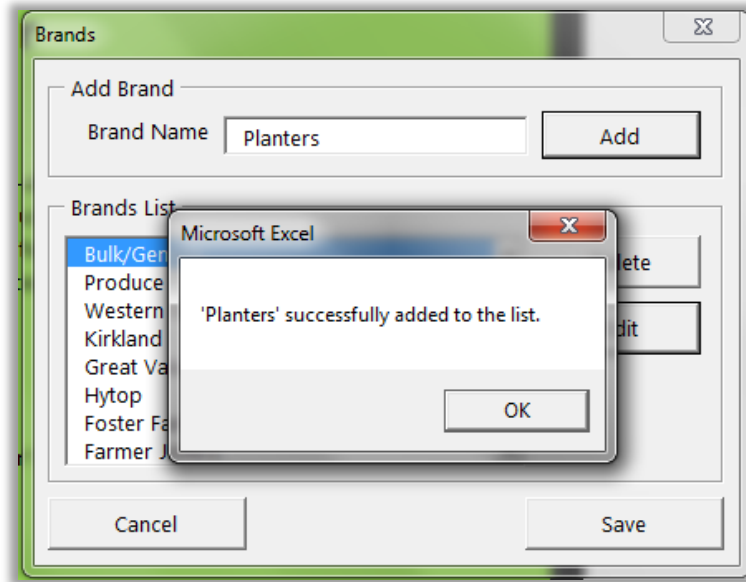 Brands
Add Brand
Brand Name
Planters
Add
Brands List
Microsoft Excel
'Planters' successfully added to the list.
OK
Bulk/Gen
Produce
Western
Kirkland
Great Va
Hytop
Foster Fa
Farmer J
lete
dit
Cancel
Save